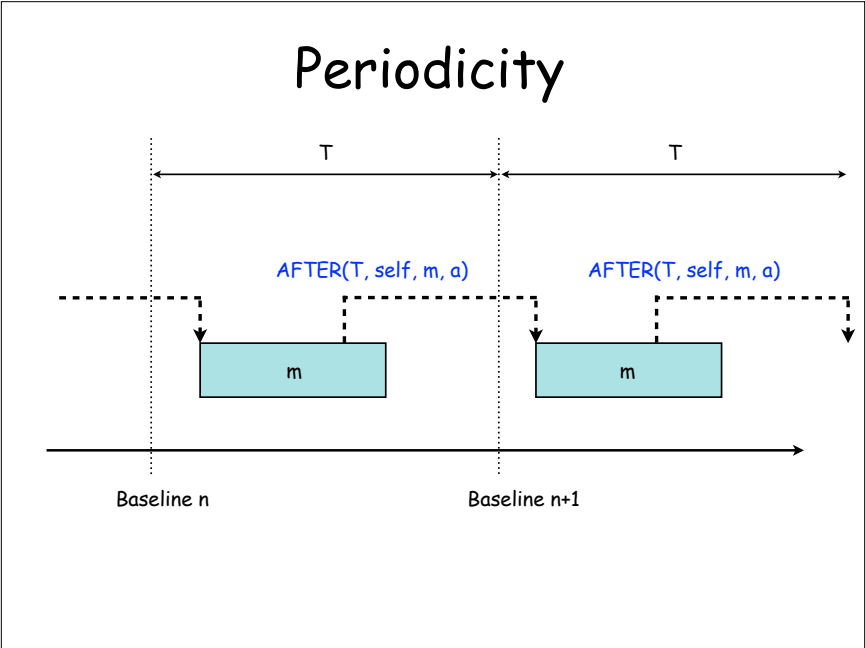 Periodicity
T
T
AFTER(T, self, m, a)
AFTER(T, self, m, a)
m
m
Baseline n
Baseline n+1